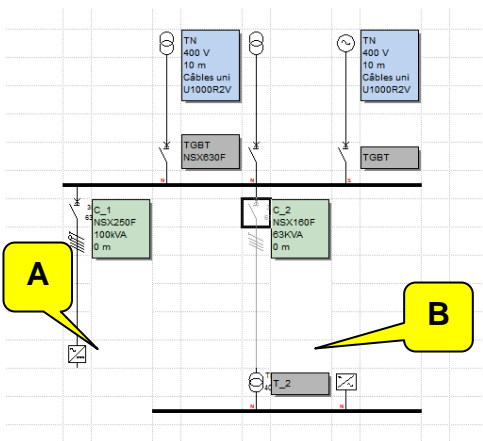 TN
400 V
10 m
Câbles uni
U1000R2V
TN
400 V
10 m
Câbles uni
U1000R2V
TGBT
NSX630F
TGBT
N
N
S
C_1
NSX250F
100kVA
0 m
C_2
NSX160F
63KVA
0 m
A
B
T_2
N
N